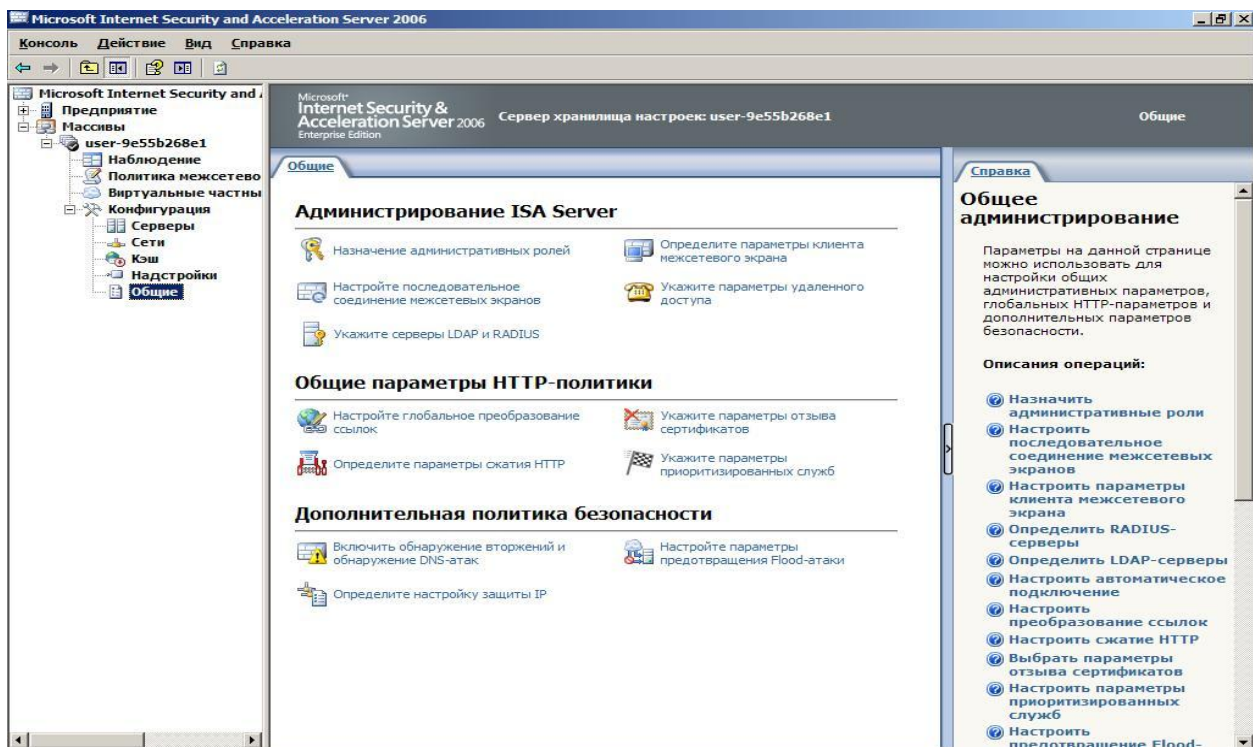 Microsoft Internet Security and Acceleration Server 2006
Консоль Действие Вид Справка
Microsoft Internet Security and
Предприятие
Массивы
user-9e55b268e1
Наблюдение
Политика межсетево
Виртуальные частны
Конфигурация
Серверы
Сети
Кэш
Надстройки
Общие
Microsoft
Internet Security &
Acceleration Server 2006
Enterprise Edition
Сервер хранилища настроек: user-9e55b268e1
Общие
Общие
Администрирование ISA Server
Назначение административных ролей
Определите параметры клиента
межсетевого экрана
Настройте последовательное
соединение межсетевых экранов
Укажите параметры удаленного
доступа
Укажите серверы LDAP и RADIUS
Общие параметры HTTP-политики
Настройте глобальное преобразование
ссылок
Укажите параметры отзыва
сертификатов
Определите параметры сжатия HTTP
Укажите параметры
приоритизированных служб
Дополнительная политика безопасности
Включить обнаружение вторжений и
обнаружение DNS-атак
Настройте параметры
предотвращения Flood-атаки
Определите настройку защиты IP
Справка
Общее
администрирование
Параметры на данной странице
можно использовать для
настройки общих
административных параметров,
глобальных HTTP-параметров и
дополнительных параметров
безопасности.
Описания операций:
Назначить
административные роли
Настроить
последовательное
соединение межсетевых
экранов
Настроить параметры
клиента межсетевого
экрана
Определить RADIUS-
серверы
Определить LDAP-серверы
Настроить автоматическое
подключение
Настроить
преобразование ссылок
Настроить сжатие HTTP
Выбрать параметры
отзыва сертификатов
Настроить параметры
приоритизированных
служб
Настроить
предотвращение Flood-